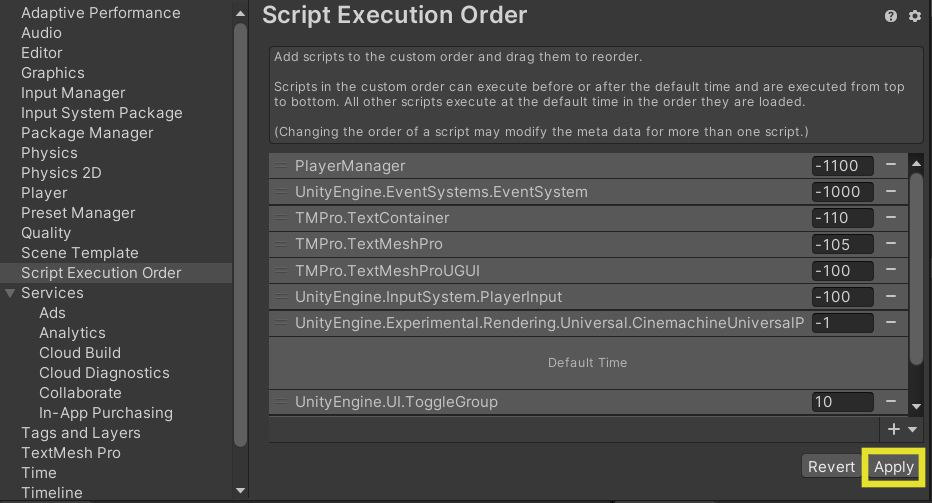 Adaptive Performance
Audio
Editor
Graphics
Input Manager
Input System Package
Package Manager
Physics
Physics 2D
Player
Preset Manager
Quality
Scene Template
Script Execution Order
Services
Ads
Analytics
Cloud Build
Cloud Diagnostics
Collaborate
In-App Purchasing
Tags and Layers
TextMesh Pro
Time
Timeline
Script Execution Order
Add scripts to the custom order and drag them to reorder.
Scripts in the custom order can execute before or after the default time and are executed from top
to bottom. All other scripts execute at the default time in the order they are loaded.
(Changing the order of a script may modify the meta data for more than one script.)
PlayerManager -1100
UnityEngine.EventSystems.EventSystem -1000
TMPro.TextContainer -110
TMPro.TextMeshPro -105
TMPro.TextMeshProUGUI -100
UnityEngine.InputSystem.PlayerInput -100
UnityEngine.Experimental.Rendering.Universal.CinemachineUniversalP -1
Default Time
UnityEngine.UI.ToggleGroup 10
Revert Apply